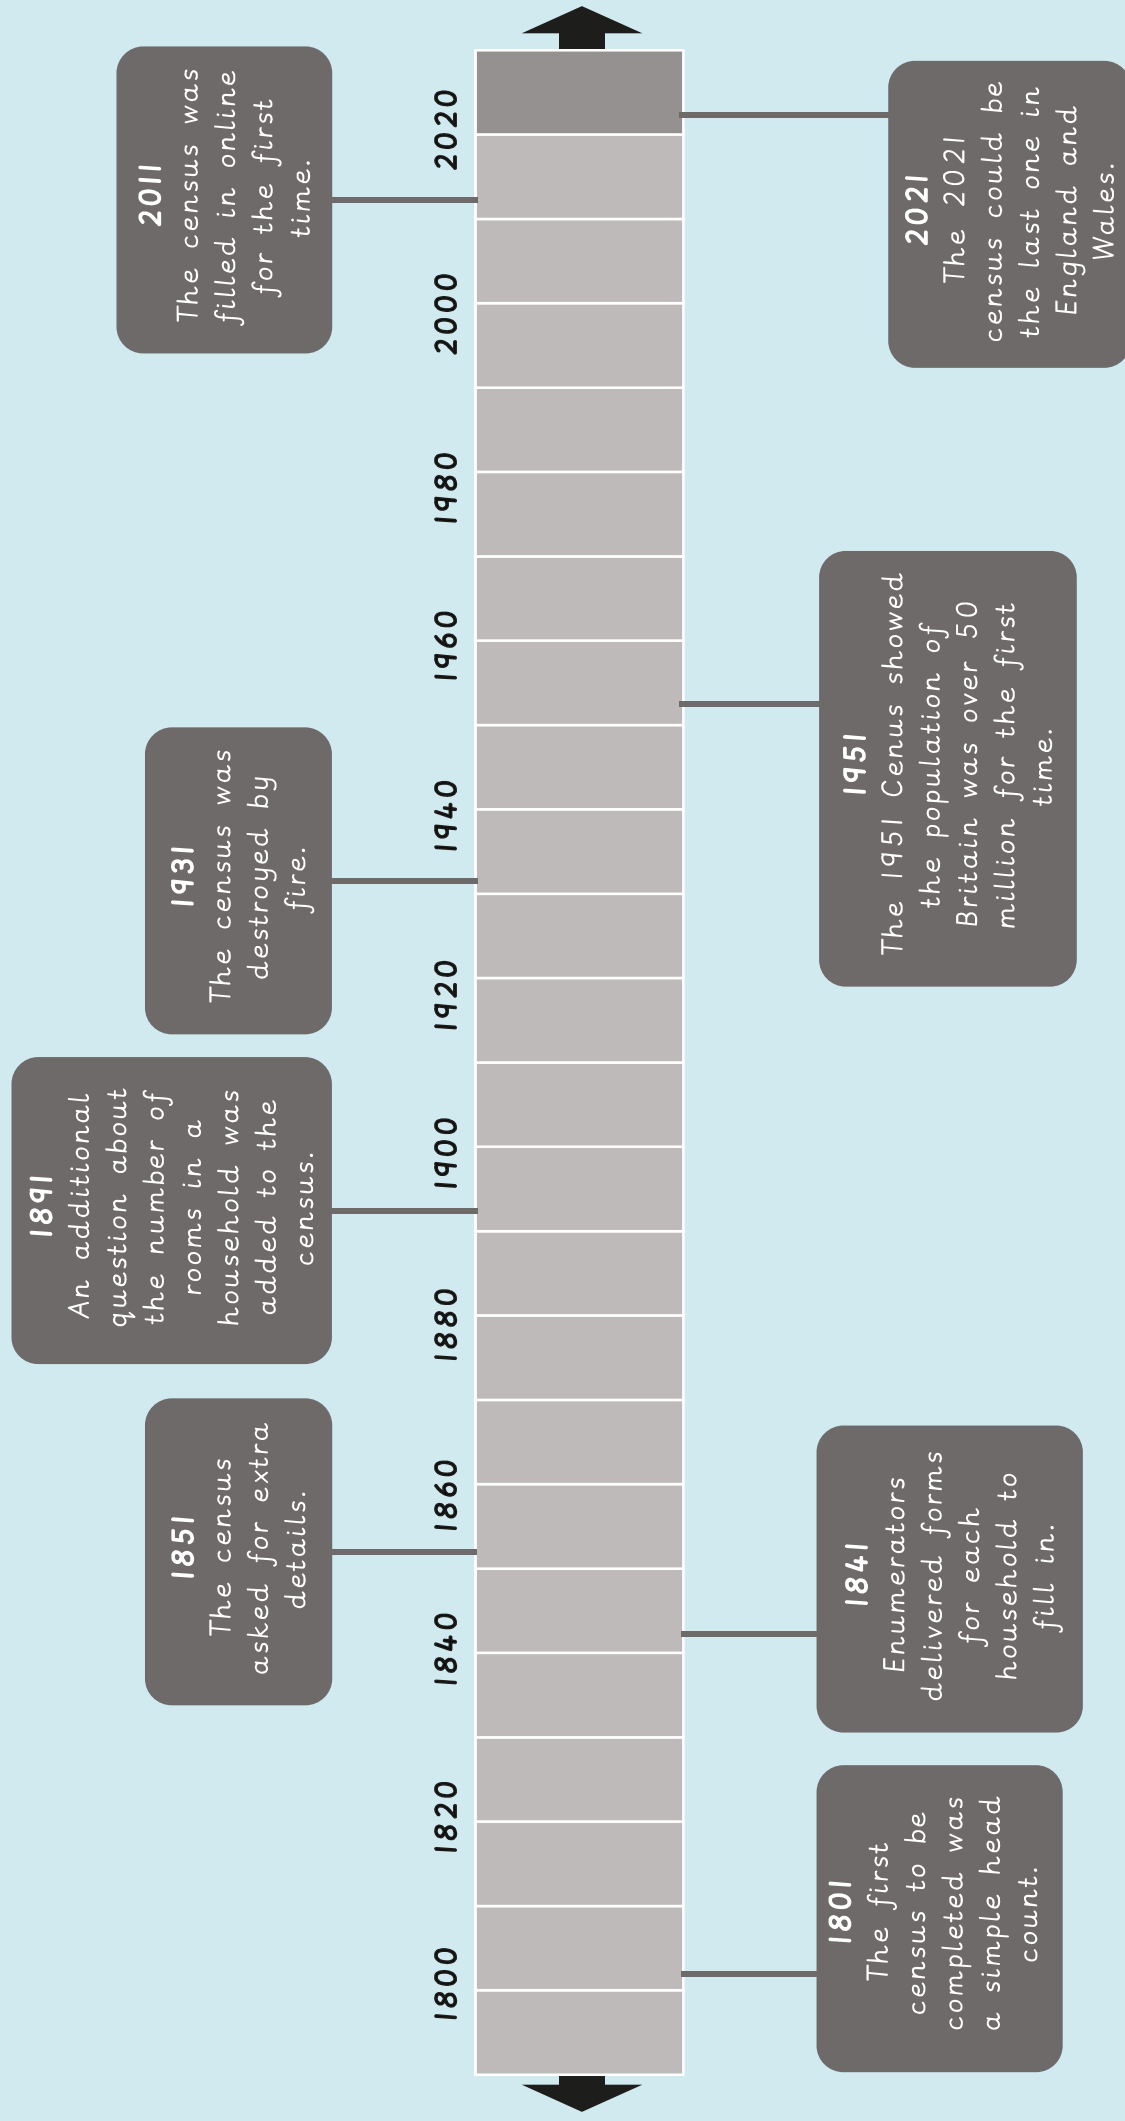 1851
The census
asked for extra
details.
1891
An additional
question about
the number of
rooms in a
household was
added to the
census.
1931
The census was
destroyed by
fire.
2011
The census was
filled in online
for the first
time.
1800
1820
1840
1860
1880
1900
1920
1940
1960
1980
2000
2020
1801
The first
census to be
completed was
a simple head
count.
1841
Enumerators
delivered forms
for each
household to
fill in.
1951
The 1951 Cenus showed
the population of
Britain was over 50
million for the first
time.
2021
The 2021
census could be
the last one in
England and
Wales.